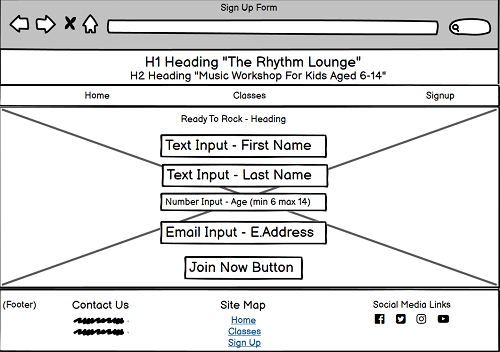 Sign Up Form
H1 Heading "The Rhythm Lounge"
H2 Heading "Music Workshop For Kids Aged 6-14"
Home Classes Signup
Ready To Rock - Heading
Text Input - First Name
Text Input - Last Name
Number Input - Age (min 6 max 14)
Email Input - E.Address
Join Now Button
(Footer) Contact Us Site Map Social Media Links
Home
Classes
Sign Up